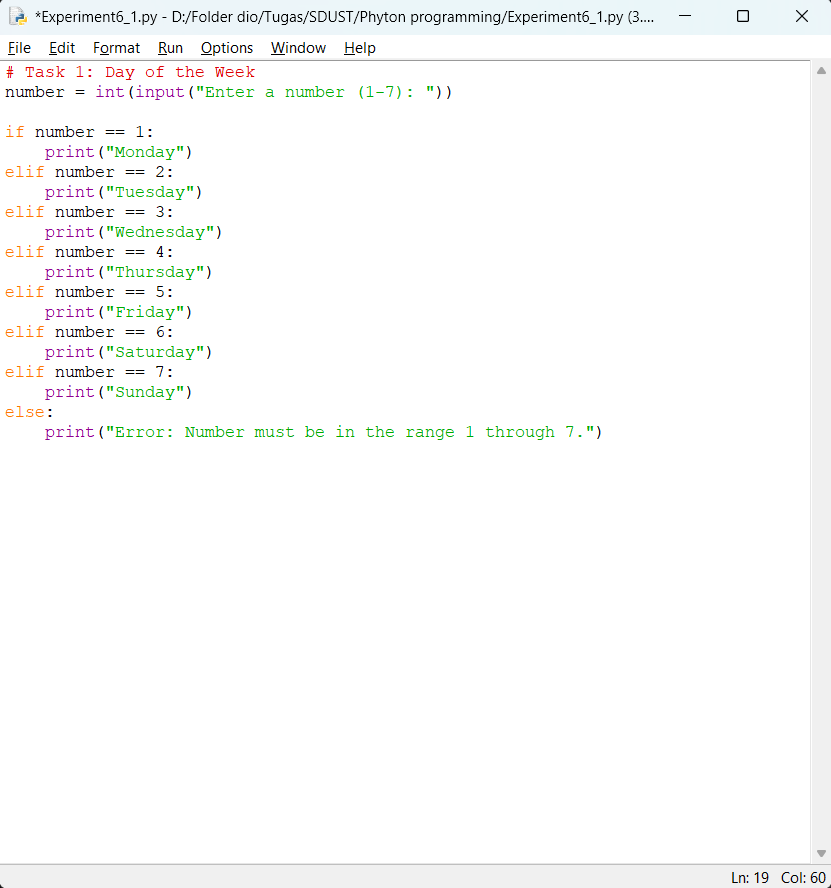 *Experiment6_1.py - D:/Folder dio/Tugas/SDUST/Phyton programming/Experiment6_1.py (3....
File Edit Format Run Options Window Help
# Task 1: Day of the Week
number = int(input("Enter a number (1-7): "))

if number == 1:
    print("Monday")
elif number == 2:
    print("Tuesday")
elif number == 3:
    print("Wednesday")
elif number == 4:
    print("Thursday")
elif number == 5:
    print("Friday")
elif number == 6:
    print("Saturday")
elif number == 7:
    print("Sunday")
else:
    print("Error: Number must be in the range 1 through 7.")
Ln: 19 Col: 60